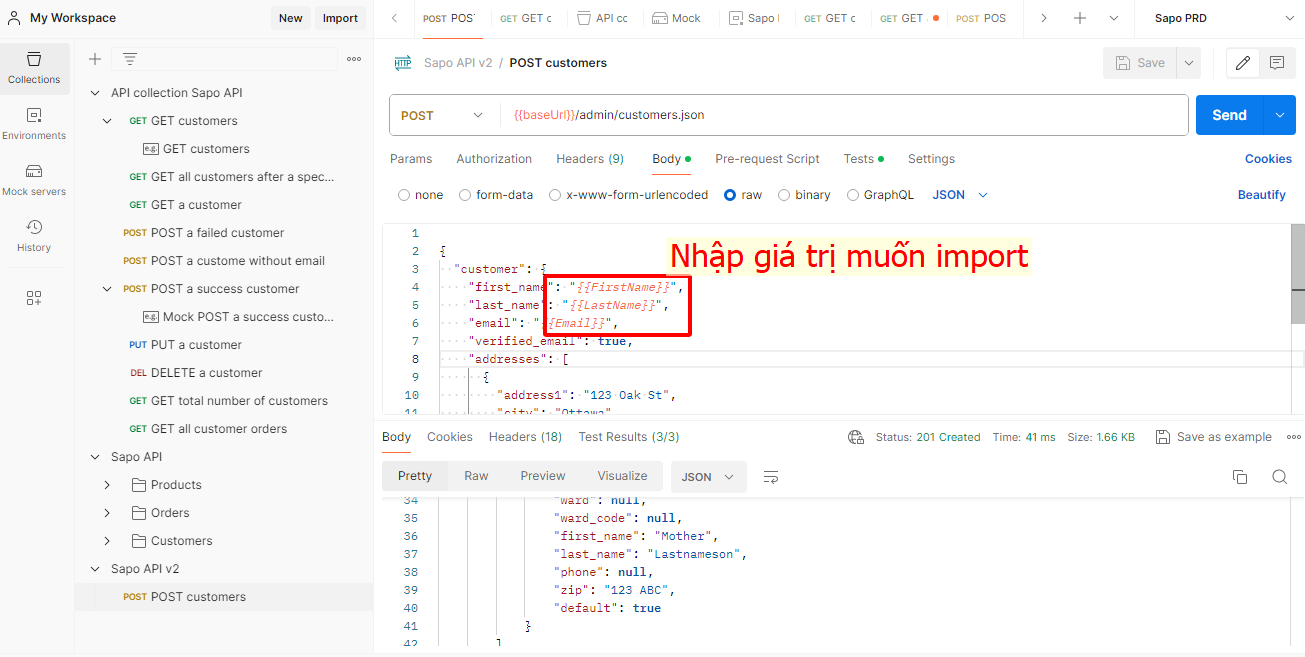 My Workspace
New
Import
Collections
Environments
Mock servers
History
API collection Sapo API
GET GET customers
e.g. GET customers
GET GET all customers after a spec...
GET GET a customer
POST POST a failed customer
POST POST a custome without email
POST POST a success customer
e.g. Mock POST a success custo...
PUT PUT a customer
DEL DELETE a customer
GET GET total number of customers
GET GET all customer orders
Sapo API
Products
Orders
Customers
Sapo API v2
POST POST customers
POST POS
GET GET c
API cc
Mock
Sapo
GET GET c
GET GET
POST POS
Sapo PRD
HTTP Sapo API v2 / POST customers
Save
POST
{{baseUrl}}/admin/customers.json
Send
Params
Authorization
Headers (9)
Body
Pre-request Script
Tests
Settings
Cookies
none
form-data
x-www-form-urlencoded
raw
binary
GraphQL
JSON
Beautify
Nhập giá trị muốn import
1
2 {
3 "customer": {
4 "first_name": "{{FirstName}}",
5 "last_name": "{{LastName}}",
6 "email": "{{Email}}",
7 "verified_email": true,
8 "addresses": [
9 {
10 "address1": "123 Oak St",
11 "city": "Ottawa"
Body
Cookies
Headers (18)
Test Results (3/3)
Status: 201 Created
Time: 41 ms
Size: 1.66 KB
Save as example
Pretty
Raw
Preview
Visualize
JSON
34 "ward": null,
35 "ward_code": null,
36 "first_name": "Mother",
37 "last_name": "Lastnameson",
38 "phone": null,
39 "zip": "123 ABC",
40 "default": true
41 }
42 ]